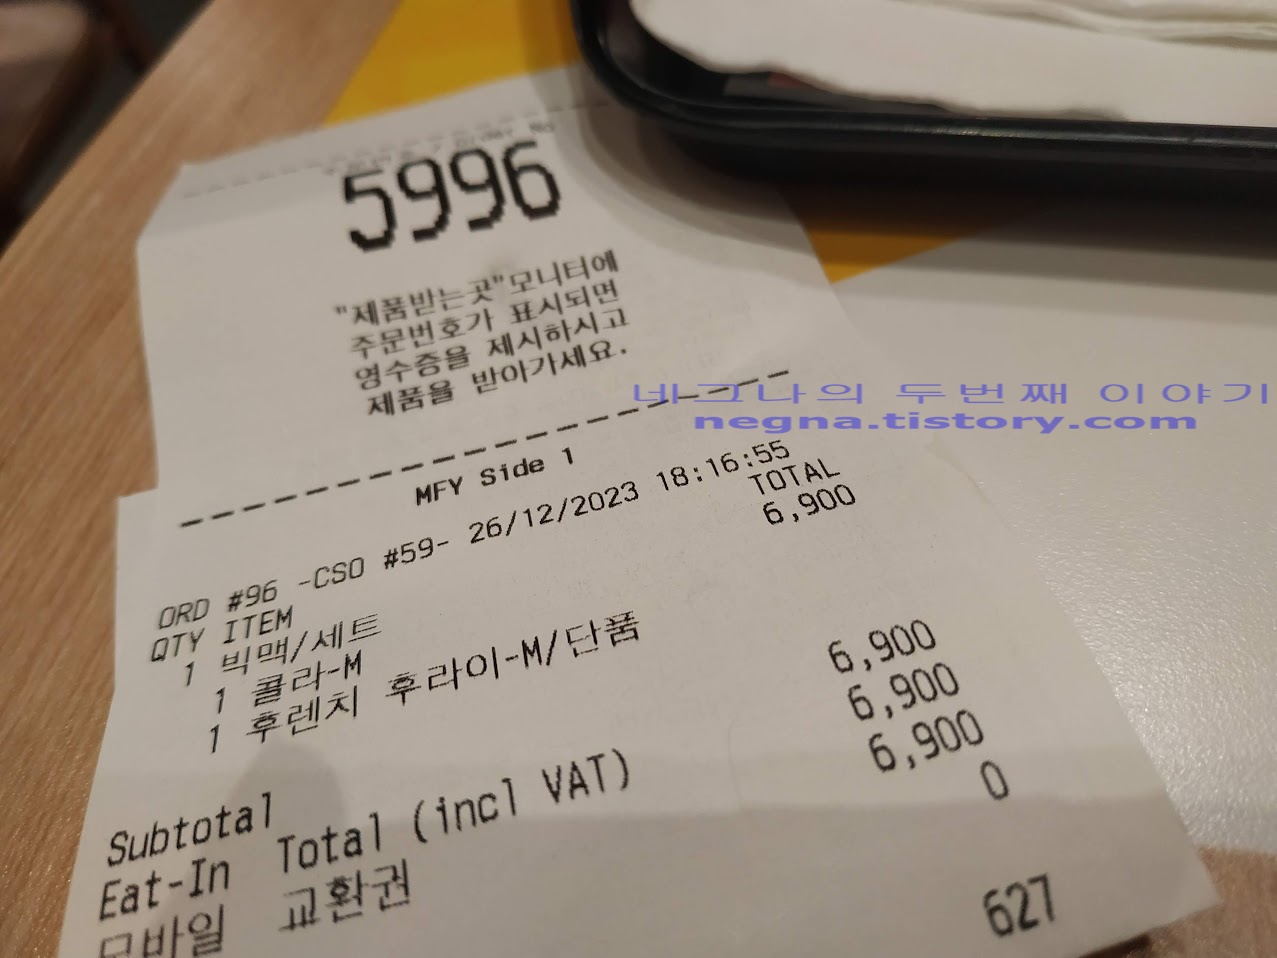 5996
"제품받는곳"모니터에
주문번호가 표시되면
영수증을 제시하시고
제품을 받아가세요.
네그나의 두번째 이야기
negna.tistory.com
MFY Side 1
ORD #96 -CSO #59- 26/12/2023 18:16:55
QTY ITEM TOTAL
1 빅맥/세트 6,900
1 콜라-M
1 후렌치 후라이-M/단품
Subtotal 6,900
Eat-In Total (incl VAT) 6,900
모바일 교환권 6,900
0
627